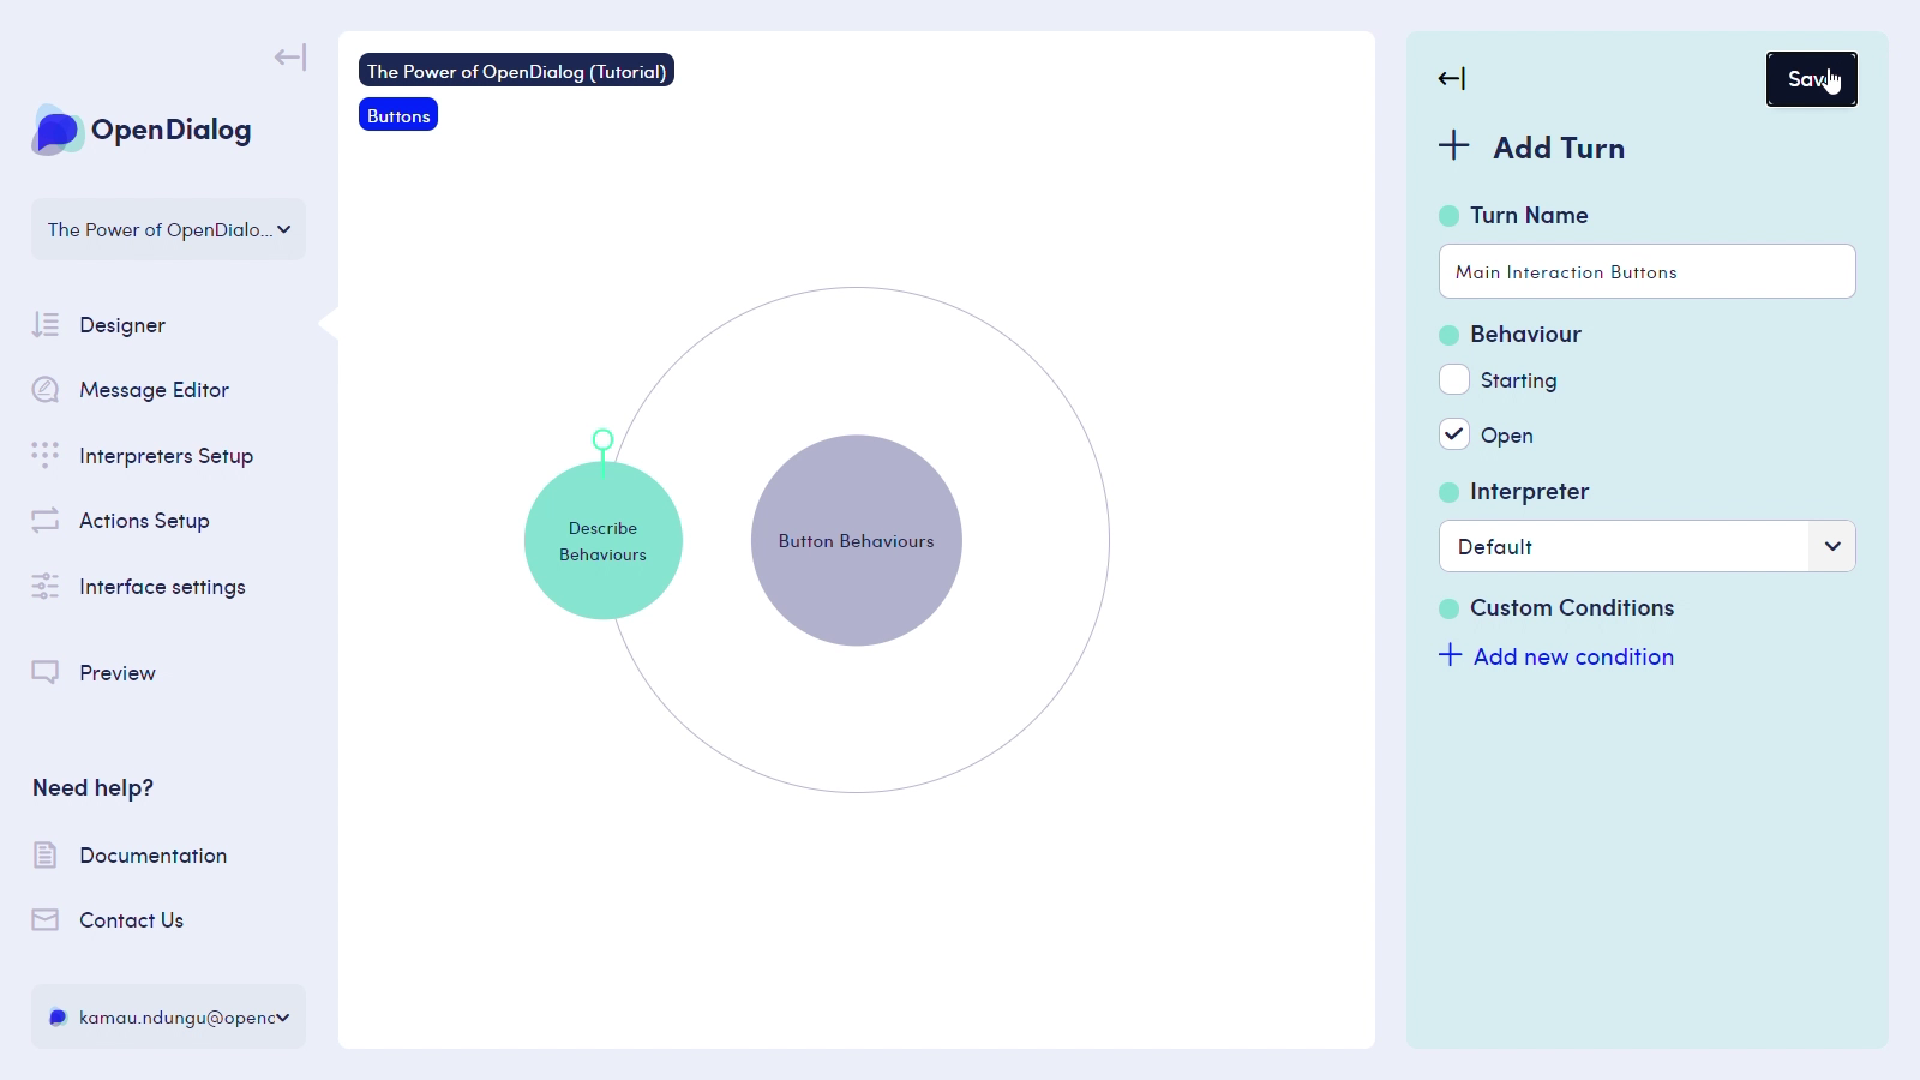 OpenDialog
The Power of OpenDialo...
Designer
Message Editor
Interpreters Setup
Actions Setup
Interface settings
Preview
Need help?
Documentation
Contact Us
kamau.ndungu@openc
The Power of OpenDialog (Tutorial)
Buttons
Describe
Behaviours
Button Behaviours
Add Turn
Turn Name
Main Interaction Buttons
Behaviour
Starting
Open
Interpreter
Default
Custom Conditions
Add new condition